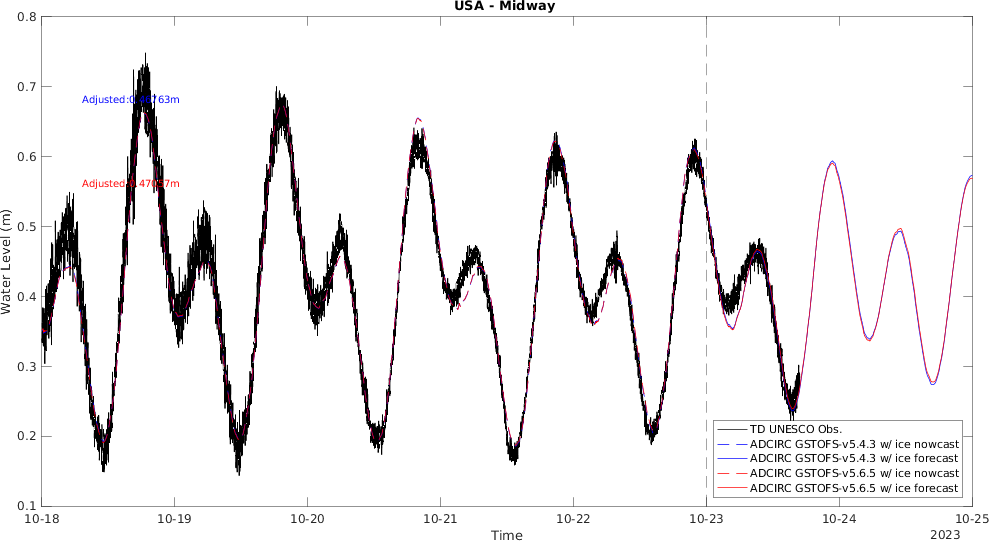 USA - Midway
0.8
0.7
0.6
0.5
0.4
0.3
0.2
0.1
Water Level (m)
10-18
10-19
10-20
10-21
10-22
10-23
10-24
10-25
Time
2023
TD UNESCO Obs.
ADCIRC GSTOFS-v5.4.3 w/ ice nowcast
ADCIRC GSTOFS-v5.4.3 w/ ice forecast
ADCIRC GSTOFS-v5.6.5 w/ ice nowcast
ADCIRC GSTOFS-v5.6.5 w/ ice forecast